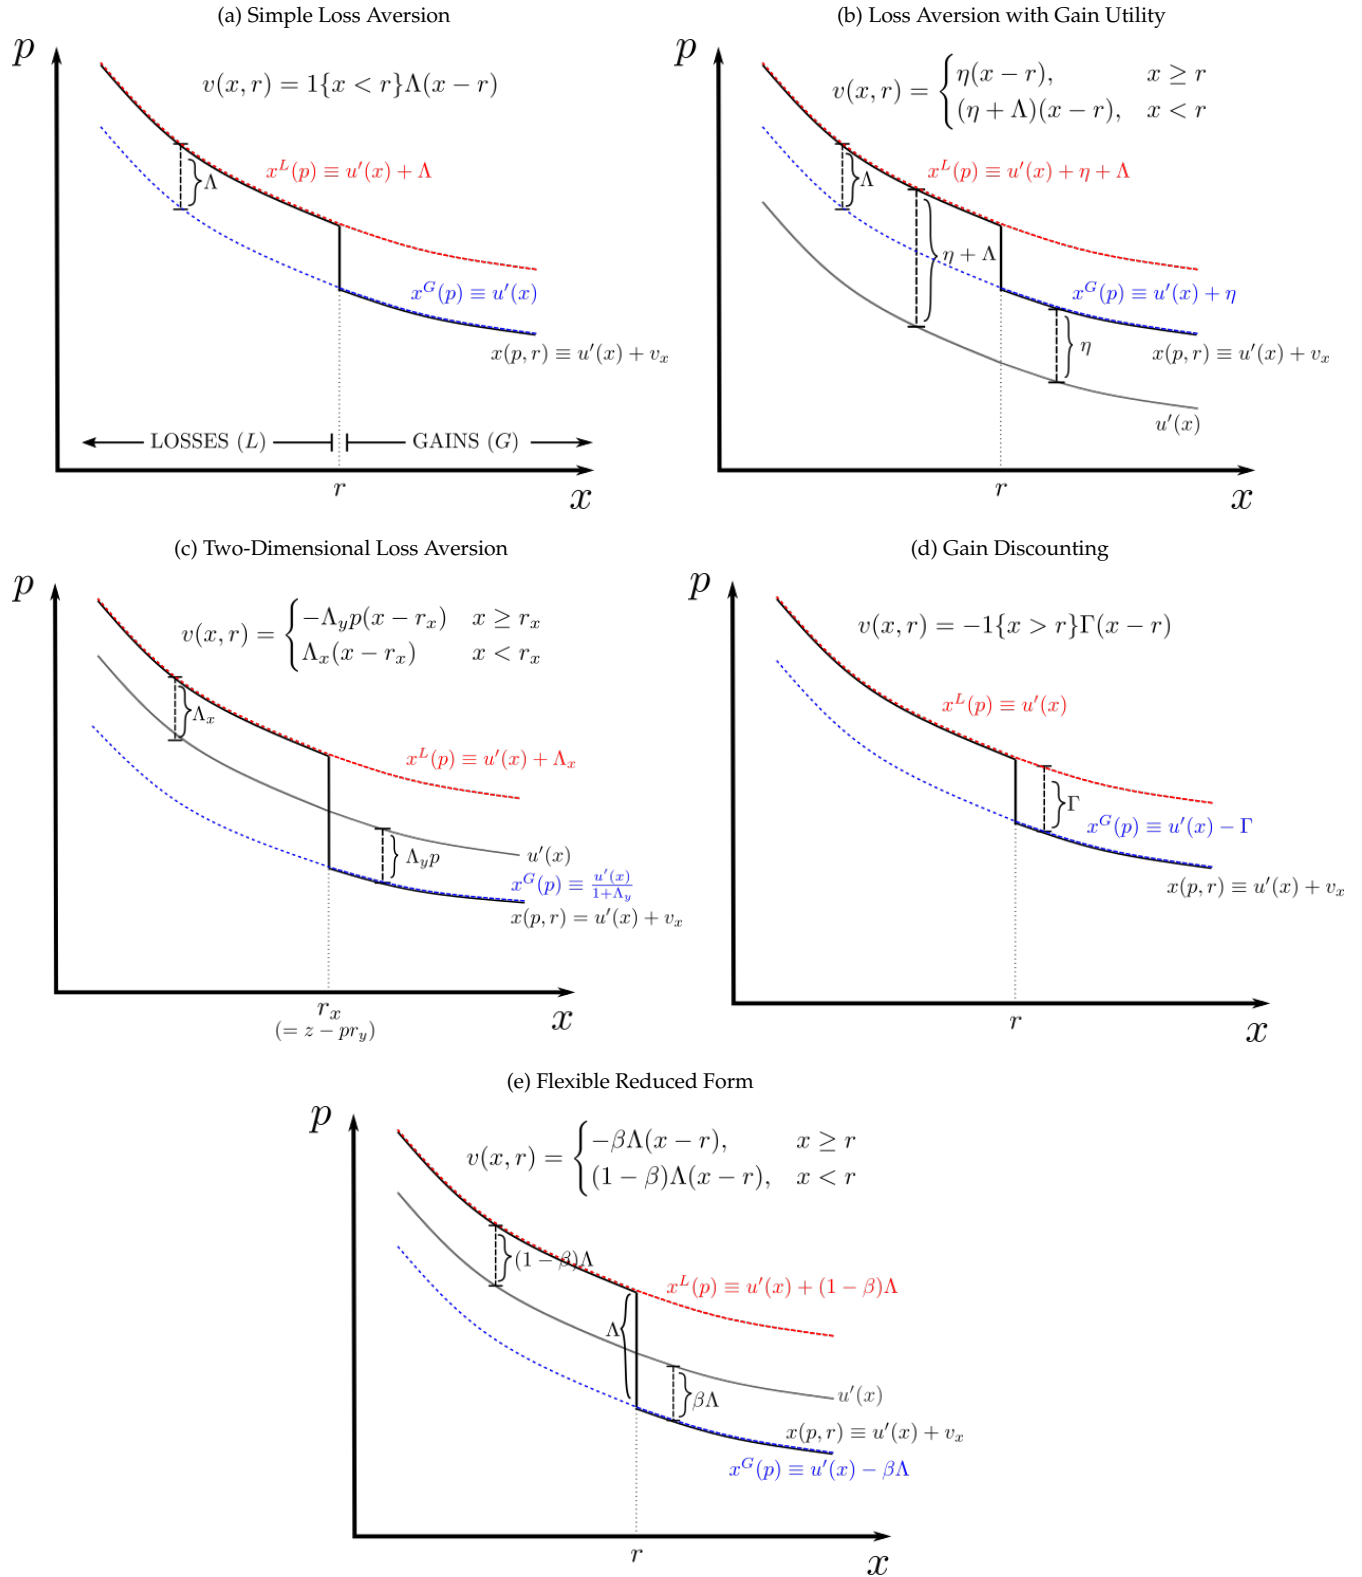 (a) Simple Loss Aversion
p
v(x, r) = 1{x < r}Λ(x − r)
x^L(p) ≡ u′(x) + Λ
Λ
x^G(p) ≡ u′(x)
x(p, r) ≡ u′(x) + v_x
LOSSES (L)
GAINS (G)
r
x
(b) Loss Aversion with Gain Utility
p
v(x, r) = { η(x − r), x ≥ r
(η + Λ)(x − r), x < r
x^L(p) ≡ u′(x) + η + Λ
Λ
η + Λ
x^G(p) ≡ u′(x) + η
η
x(p, r) ≡ u′(x) + v_x
u′(x)
r
x
(c) Two-Dimensional Loss Aversion
p
v(x, r) = { −Λ_y p(x − r_x) x ≥ r_x
Λ_x(x − r_x) x < r_x
Λ_x
x^L(p) ≡ u′(x) + Λ_x
Λ_y p
u′(x)
x^G(p) ≡ u′(x)/(1+Λ_y)
x(p, r) = u′(x) + v_x
r_x
(= z − pr_y)
x
(d) Gain Discounting
p
v(x, r) = −1{x > r}Γ(x − r)
x^L(p) ≡ u′(x)
Γ
x^G(p) ≡ u′(x) − Γ
x(p, r) ≡ u′(x) + v_x
r
x
(e) Flexible Reduced Form
p
v(x, r) = { −βΛ(x − r), x ≥ r
(1 − β)Λ(x − r), x < r
(1 − β)Λ
x^L(p) ≡ u′(x) + (1 − β)Λ
Λ
βΛ
u′(x)
x(p, r) ≡ u′(x) + v_x
x^G(p) ≡ u′(x) − βΛ
r
x